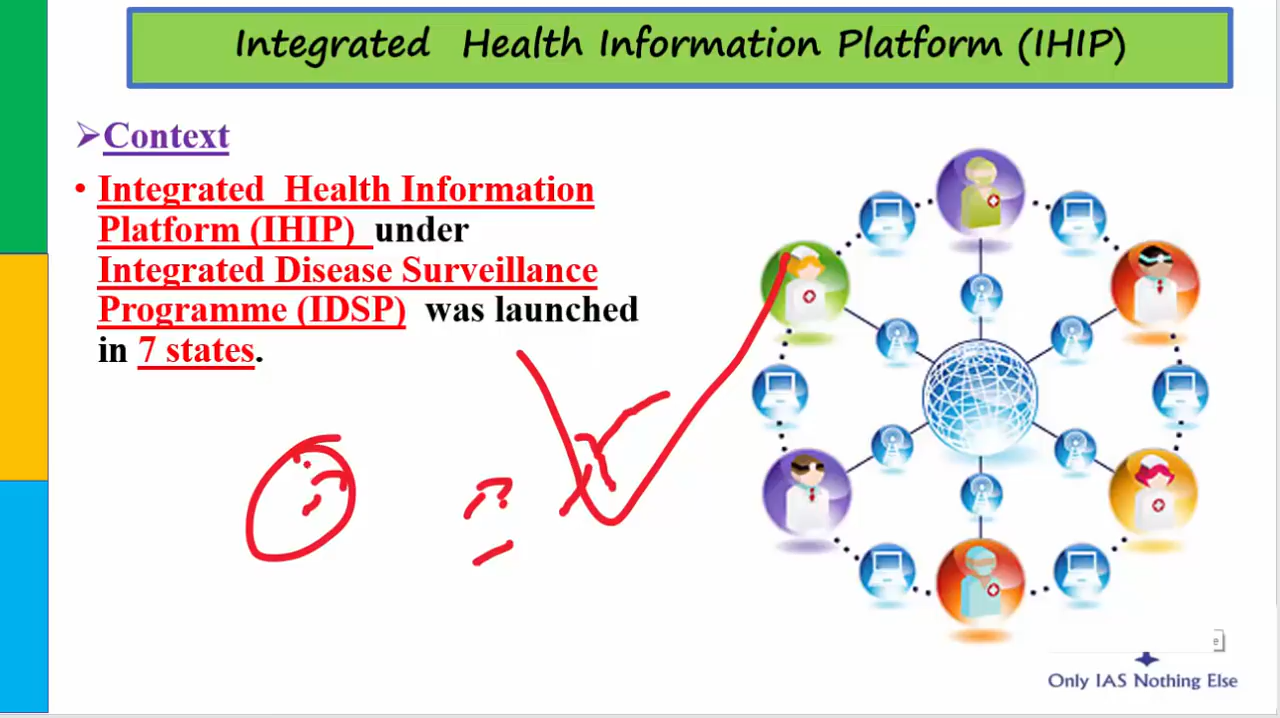 Integrated Health Information Platform (IHIP)
➢Context
• Integrated Health Information
Platform (IHIP) under
Integrated Disease Surveillance
Programme (IDSP) was launched
in 7 states.
Only IAS Nothing Else